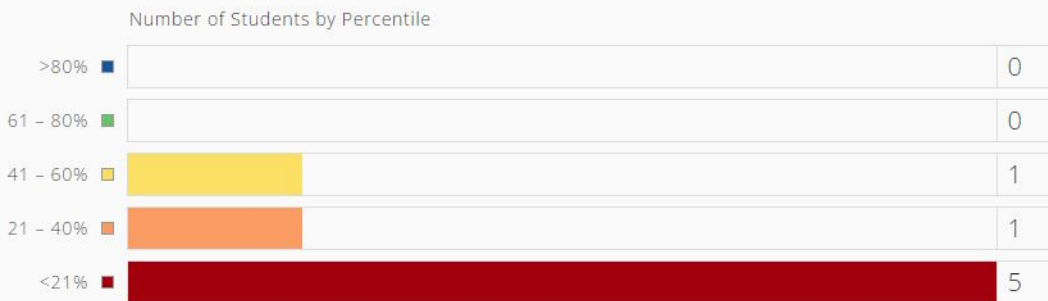 Number of Students by Percentile
>80% 0
61 – 80% 0
41 – 60% 1
21 – 40% 1
<21% 5